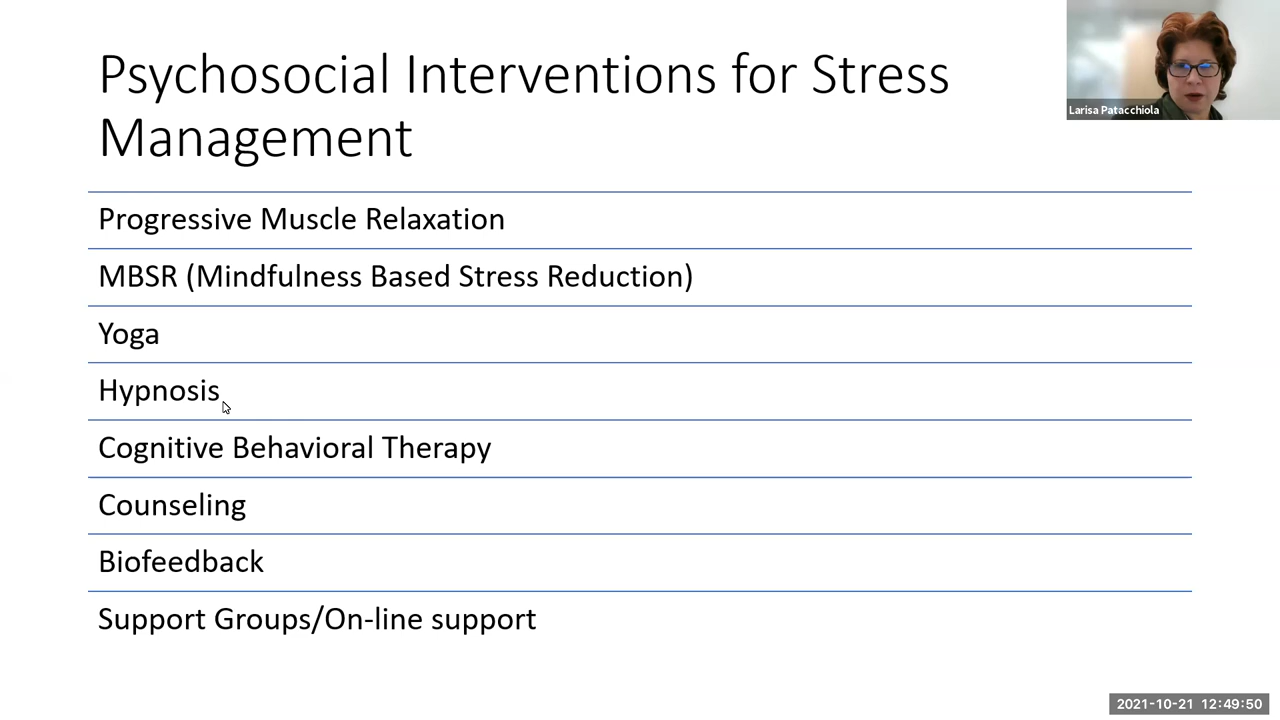 Psychosocial Interventions for Stress
Management
Larisa Patacchiola
Progressive Muscle Relaxation
MBSR (Mindfulness Based Stress Reduction)
Yoga
Hypnosis
Cognitive Behavioral Therapy
Counseling
Biofeedback
Support Groups/On-line support
2021-10-21 12:49:50